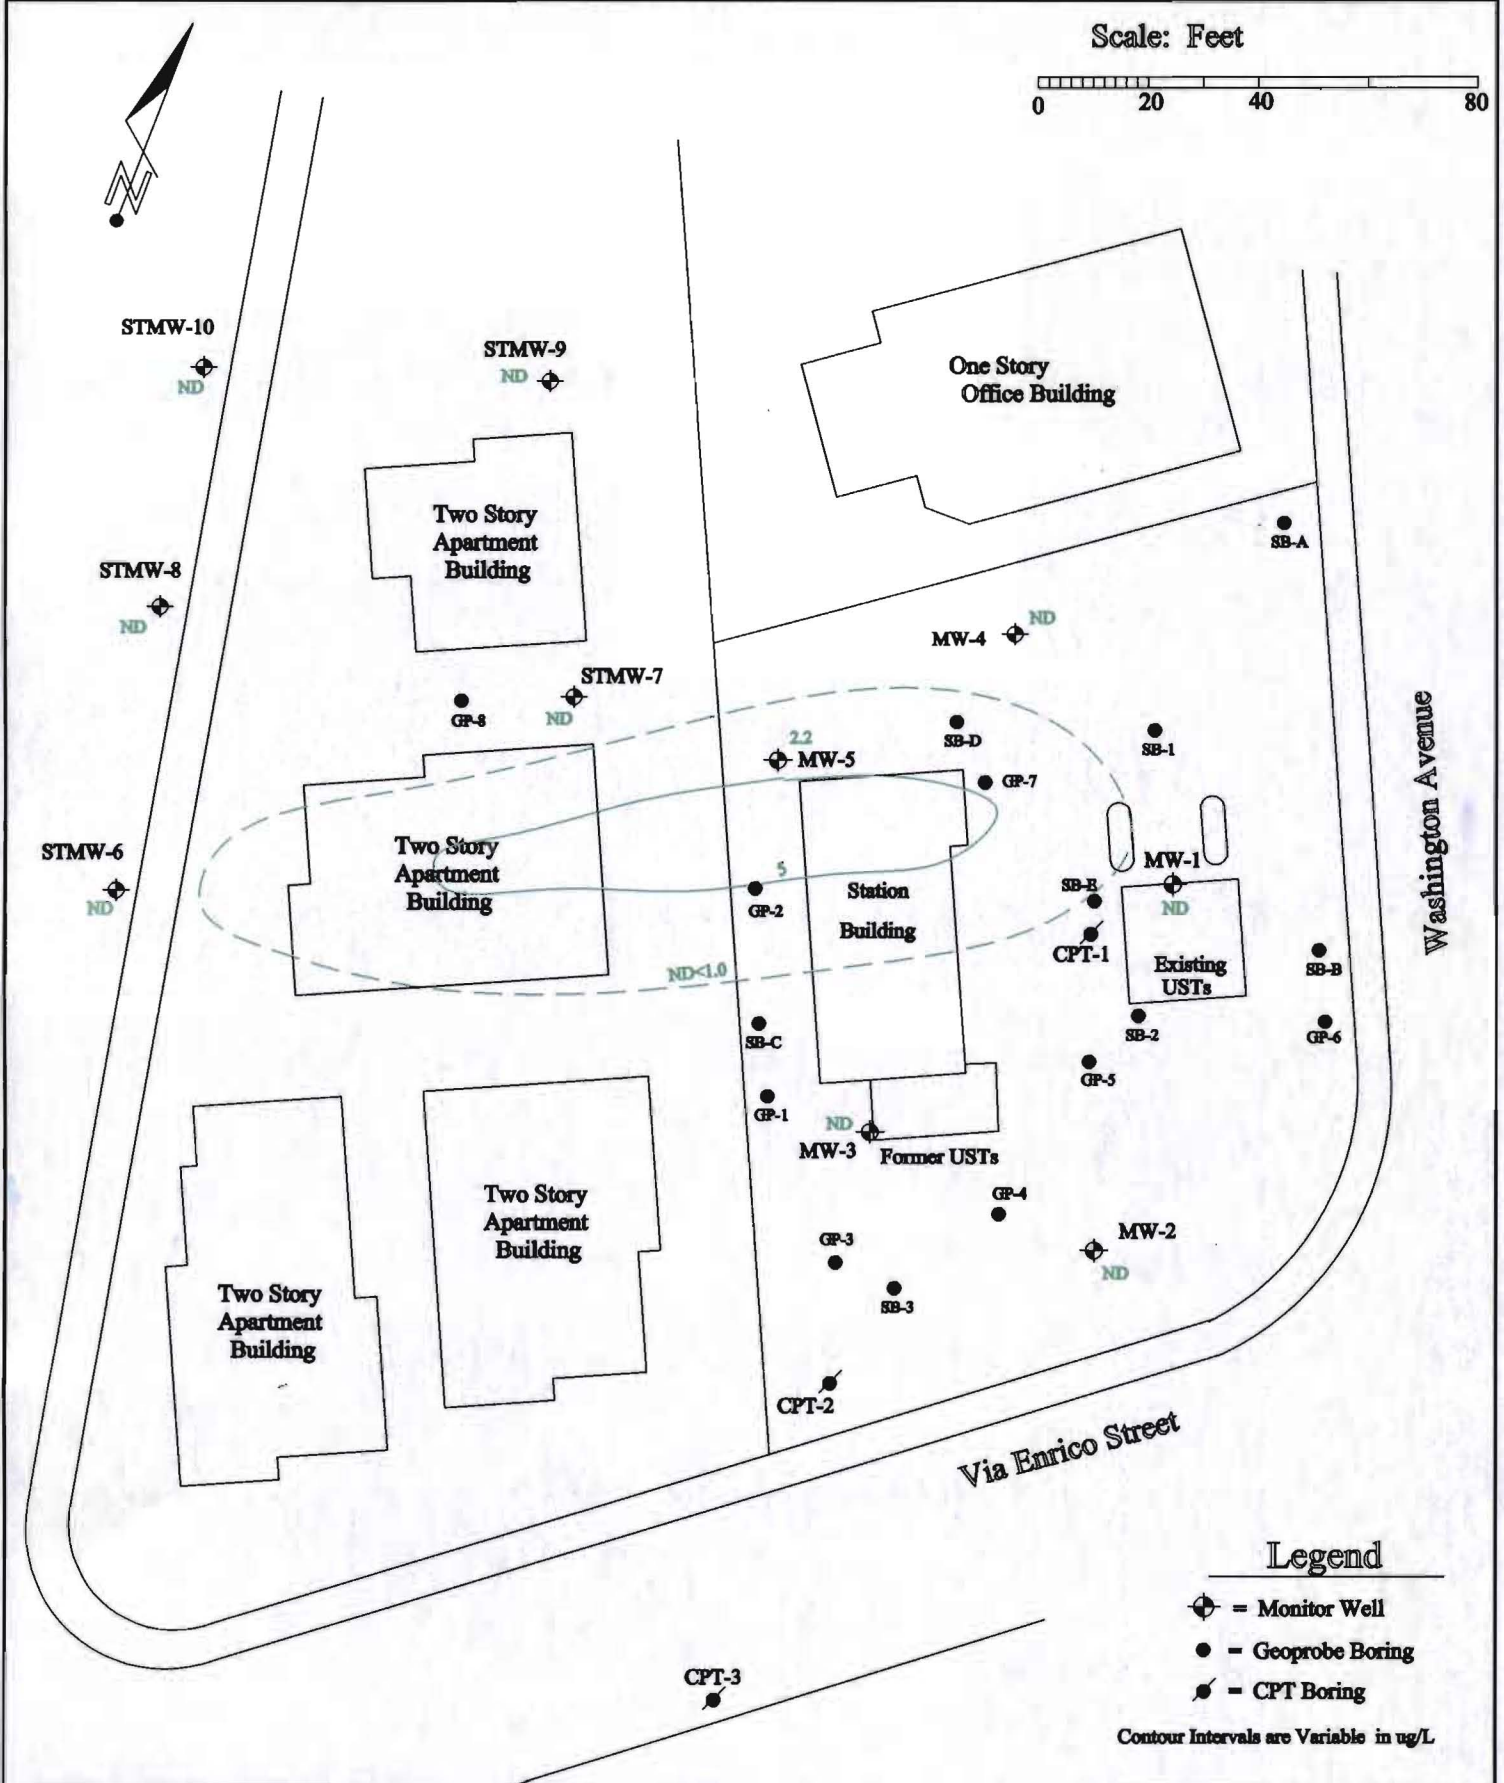 Scale: Feet
0 20 40 80
N
STMW-10
ND
STMW-9
ND
One Story
Office Building
Two Story
Apartment
Building
SB-A
STMW-8
ND
ND
MW-4
STMW-7
ND
GP-8
2.2
MW-5
SB-D
SB-1
GP-7
Washington Avenue
STMW-6
ND
Two Story
Apartment
Building
5
GP-2
Station
Building
MW-1
ND
SB-E
CPT-1
Existing
USTs
SB-B
ND<1.0
SB-C
SB-2
GP-6
GP-5
GP-1
ND
MW-3
Former USTs
Two Story
Apartment
Building
GP-4
GP-3
MW-2
ND
SB-3
Two Story
Apartment
Building
CPT-2
Via Enrico Street
CPT-3
Legend
= Monitor Well
= Geoprobe Boring
= CPT Boring
Contour Intervals are Variable in ug/L